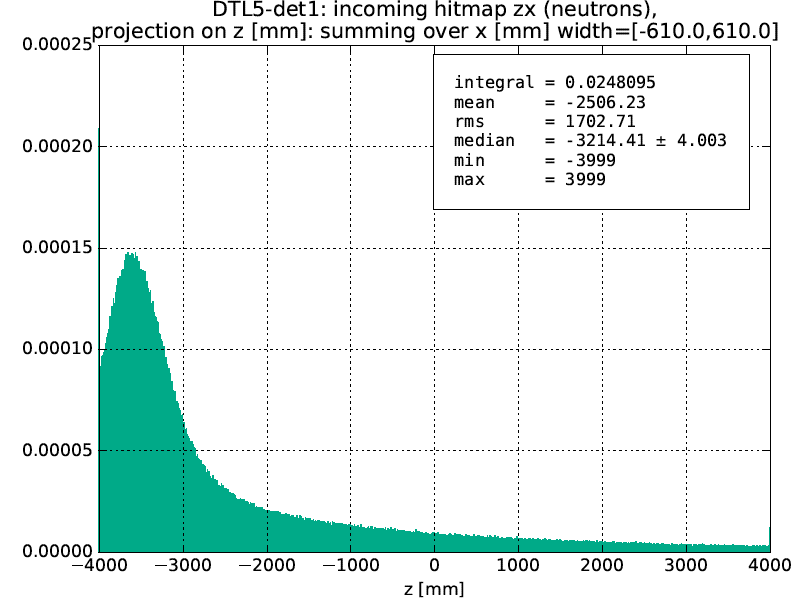 DTL5-det1: incoming hitmap zx (neutrons),
projection on z [mm]: summing over x [mm] width=[-610.0,610.0]
0.00025
0.00020
0.00015
0.00010
0.00005
0.00000
integral = 0.0248095
mean = -2506.23
rms = 1702.71
median = -3214.41 ± 4.003
min = -3999
max = 3999
−4000 −3000 −2000 −1000 0 1000 2000 3000 4000
z [mm]